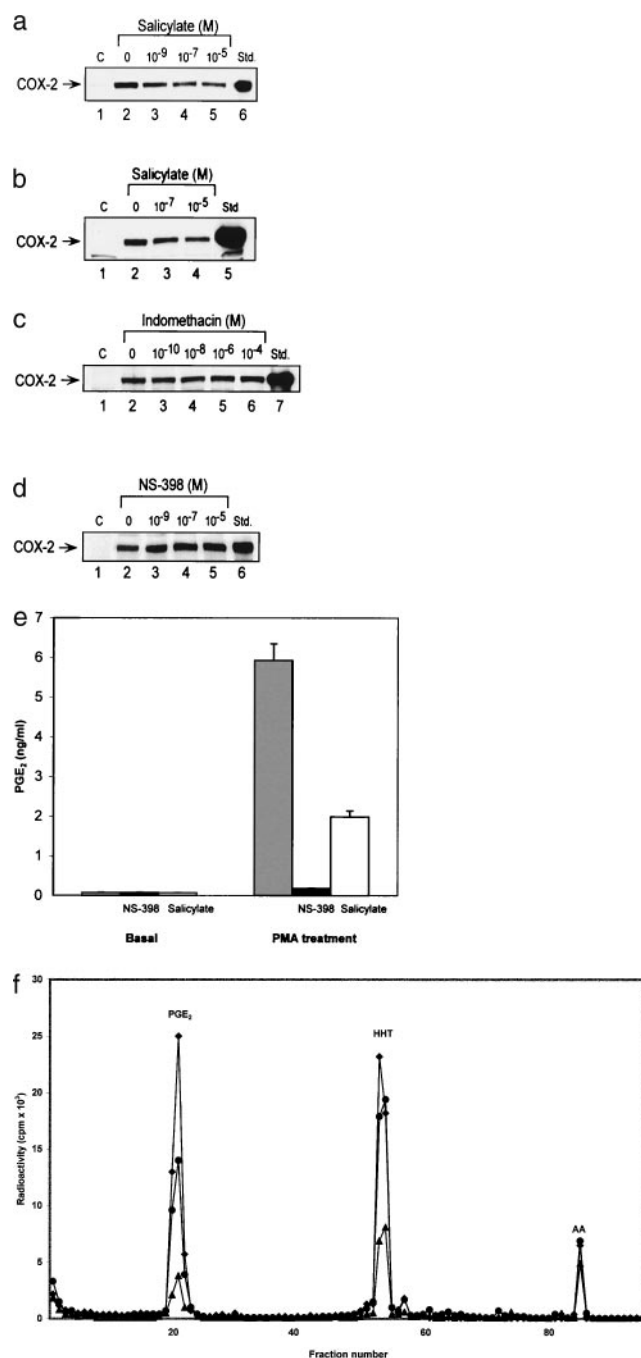 a
Salicylate (M)
C 0 10⁻⁹ 10⁻⁷ 10⁻⁵ Std.
COX-2
1 2 3 4 5 6
b
Salicylate (M)
C 0 10⁻⁷ 10⁻⁵ Std
COX-2
1 2 3 4 5
c
Indomethacin (M)
C 0 10⁻¹⁰ 10⁻⁸ 10⁻⁶ 10⁻⁴ Std.
COX-2
1 2 3 4 5 6 7
d
NS-398 (M)
C 0 10⁻⁹ 10⁻⁷ 10⁻⁵ Std.
COX-2
1 2 3 4 5 6
e
7
6
5
4
3
2
1
0
PGE₂ (ng/ml)
NS-398 Salicylate NS-398 Salicylate
Basal PMA treatment
f
30
25
20
15
10
5
0
Radioactivity (cpm x 10³)
PGE₂
HHT
AA
20 40 60 80
Fraction number